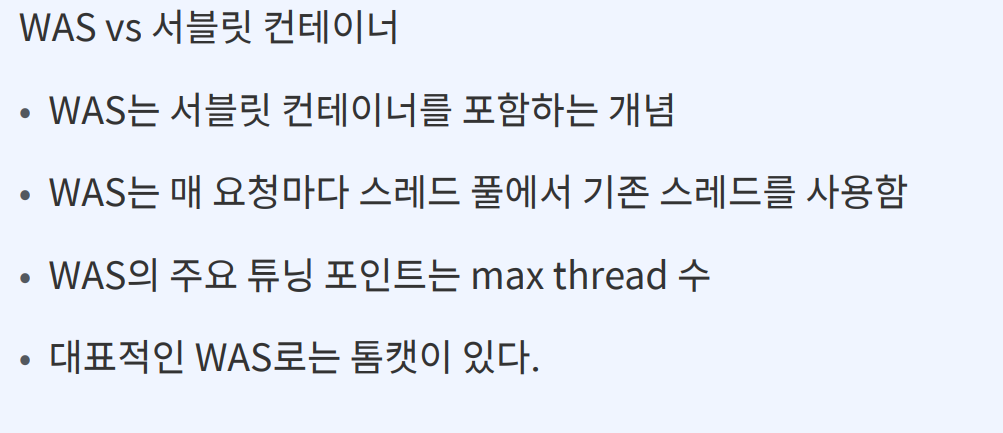 WAS vs 서블릿 컨테이너
• WAS는 서블릿 컨테이너를 포함하는 개념
• WAS는 매 요청마다 스레드 풀에서 기존 스레드를 사용함
• WAS의 주요 튜닝 포인트는 max thread 수
• 대표적인 WAS로는 톰캣이 있다.